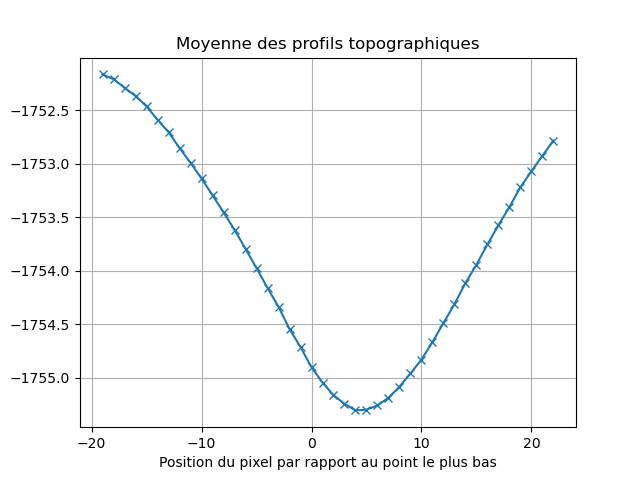 Moyenne des profils topographiques
−1752.5
−1753.0
−1753.5
−1754.0
−1754.5
−1755.0
−20 −10 0 10 20
Position du pixel par rapport au point le plus bas